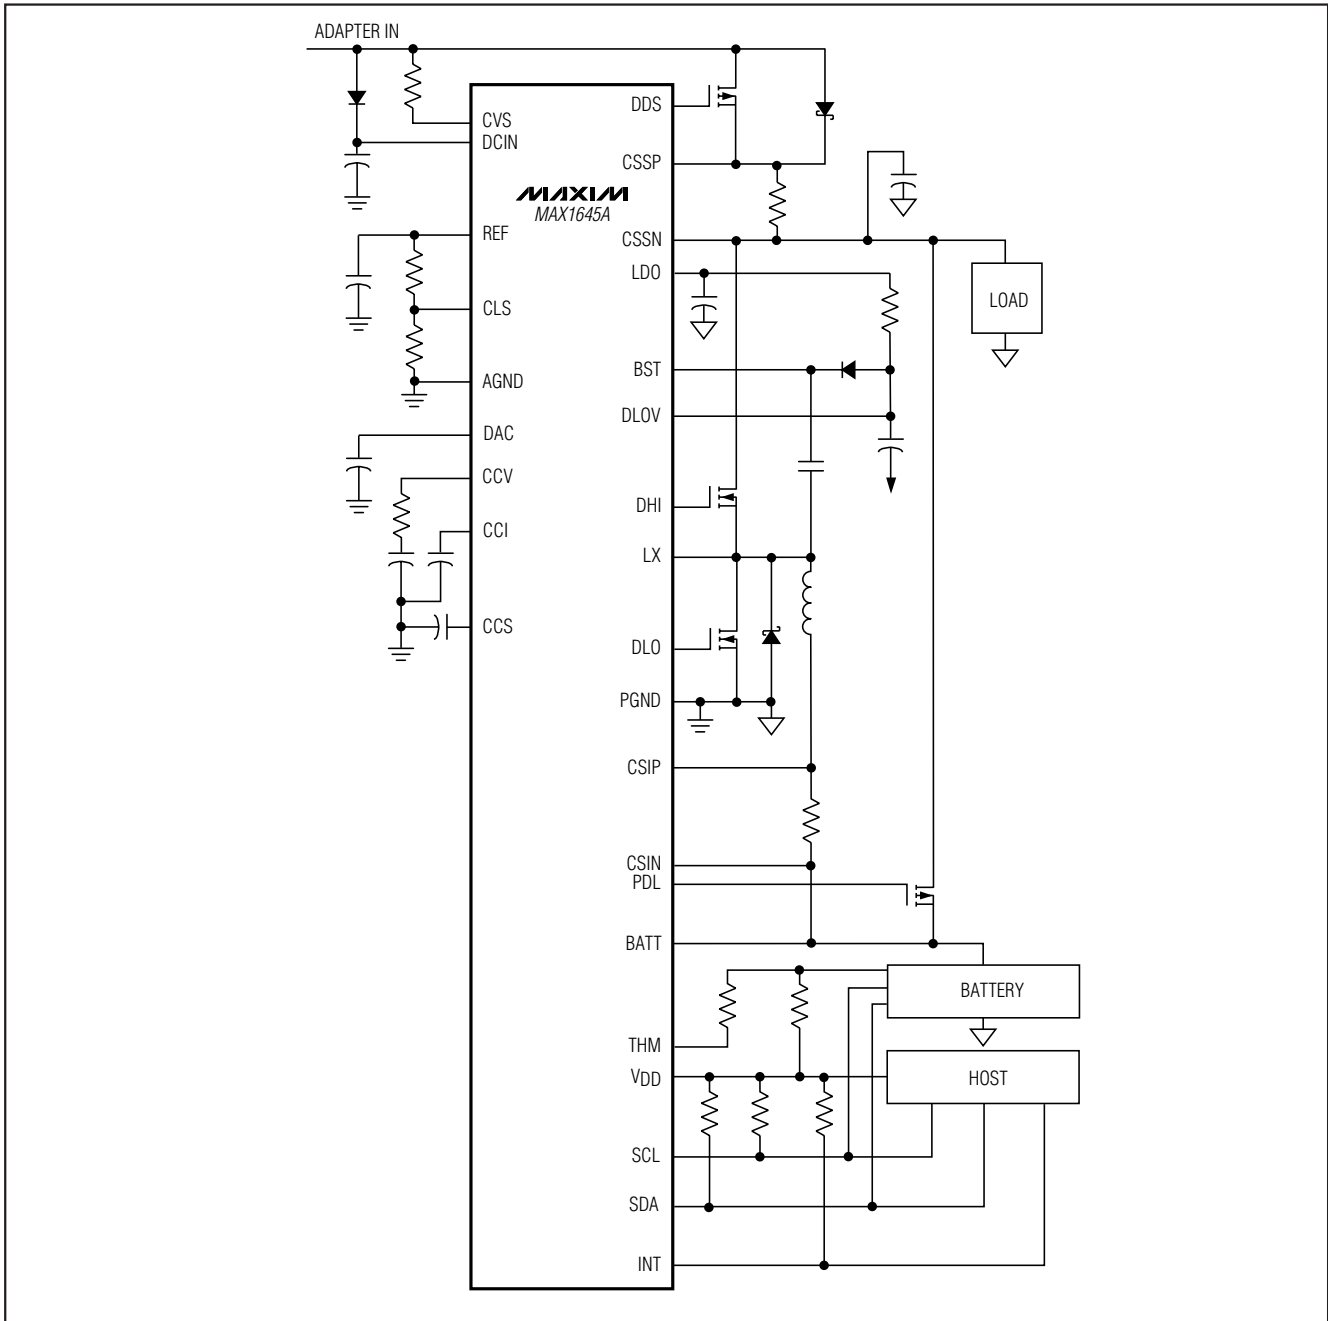 ADAPTER IN
CVS
DCIN
MAXIM
MAX1645A
REF
CLS
AGND
DAC
CCV
CCI
CCS
DDS
CSSP
CSSN
LDO
BST
DLOV
DHI
LX
DLO
PGND
CSIP
CSIN
PDL
BATT
THM
VDD
SCL
SDA
INT
LOAD
BATTERY
HOST